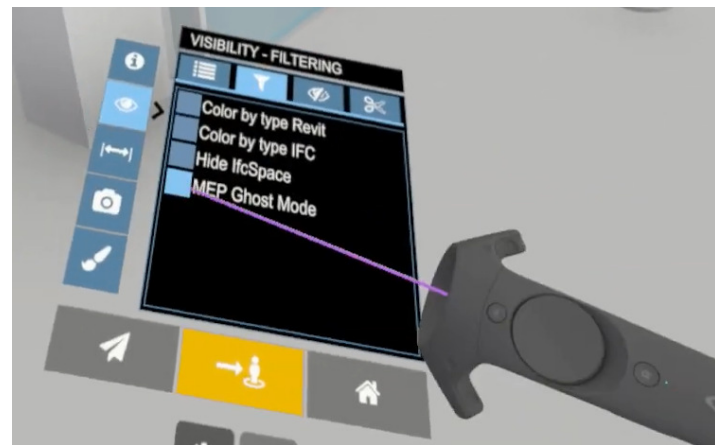 VISIBILITY - FILTERING
Color by type Revit
Color by type IFC
Hide IfcSpace
MEP Ghost Mode